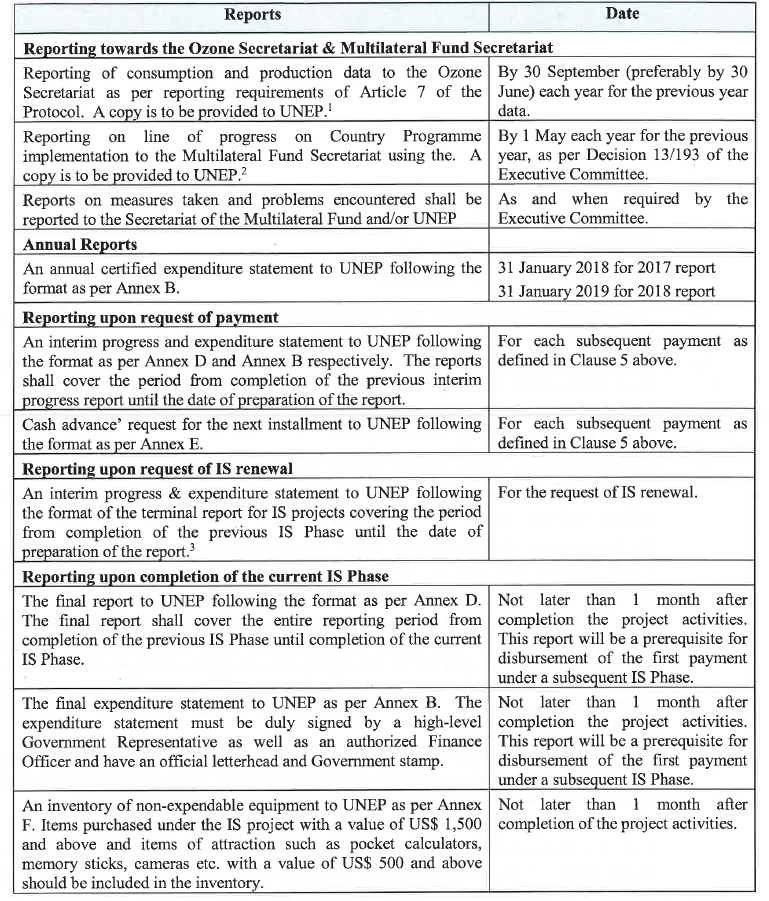 Reports
Date
Reporting towards the Ozone Secretariat & Multilateral Fund Secretariat
Reporting of consumption and production data to the Ozone
Secretariat as per reporting requirements of Article 7 of the
Protocol. A copy is to be provided to UNEP.¹
By 30 September (preferably by 30
June) each year for the previous year
data.
Reporting on line of progress on Country Programme
implementation to the Multilateral Fund Secretariat using the. A
copy is to be provided to UNEP.²
By 1 May each year for the previous
year, as per Decision 13/193 of the
Executive Committee.
Reports on measures taken and problems encountered shall be
reported to the Secretariat of the Multilateral Fund and/or UNEP
As and when required by the
Executive Committee.
Annual Reports
An annual certified expenditure statement to UNEP following the
format as per Annex B.
31 January 2018 for 2017 report
31 January 2019 for 2018 report
Reporting upon request of payment
An interim progress and expenditure statement to UNEP following
the format as per Annex D and Annex B respectively. The reports
shall cover the period from completion of the previous interim
progress report until the date of preparation of the report.
For each subsequent payment as
defined in Clause 5 above.
Cash advance' request for the next installment to UNEP following
the format as per Annex E.
For each subsequent payment as
defined in Clause 5 above.
Reporting upon request of IS renewal
An interim progress & expenditure statement to UNEP following
the format of the terminal report for IS projects covering the period
from completion of the previous IS Phase until the date of
preparation of the report.³
For the request of IS renewal.
Reporting upon completion of the current IS Phase
The final report to UNEP following the format as per Annex D.
The final report shall cover the entire reporting period from
completion of the previous IS Phase until completion of the current
IS Phase.
Not later than 1 month after
completion the project activities.
This report will be a prerequisite for
disbursement of the first payment
under a subsequent IS Phase.
The final expenditure statement to UNEP as per Annex B. The
expenditure statement must be duly signed by a high-level
Government Representative as well as an authorized Finance
Officer and have an official letterhead and Government stamp.
Not later than 1 month after
completion the project activities.
This report will be a prerequisite for
disbursement of the first payment
under a subsequent IS Phase.
An inventory of non-expendable equipment to UNEP as per Annex
F. Items purchased under the IS project with a value of US$ 1,500
and above and items of attraction such as pocket calculators,
memory sticks, cameras etc. with a value of US$ 500 and above
should be included in the inventory.
Not later than 1 month after
completion of the project activities.